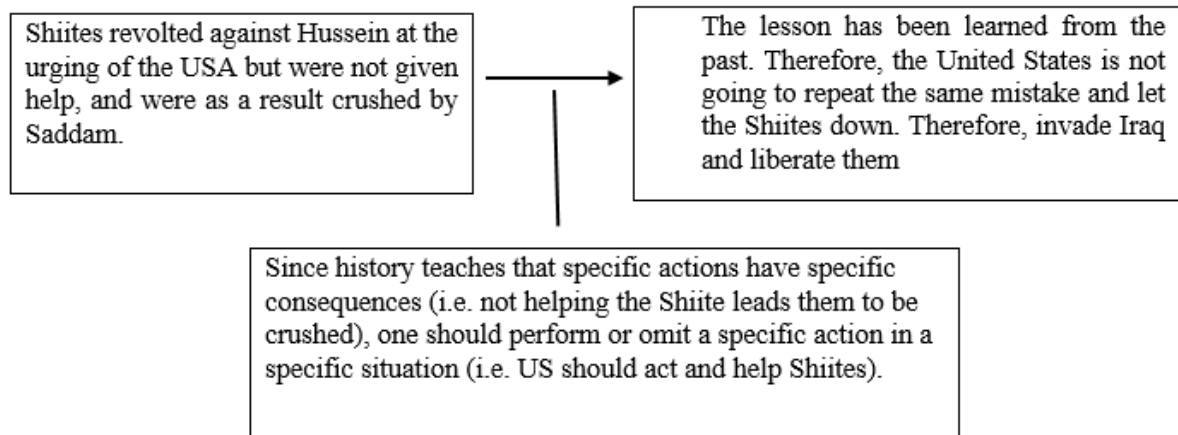 Shiites revolted against Hussein at the
urging of the USA but were not given
help, and were as a result crushed by
Saddam.
The lesson has been learned from the
past. Therefore, the United States is not
going to repeat the same mistake and let
the Shiites down. Therefore, invade Iraq
and liberate them
Since history teaches that specific actions have specific
consequences (i.e. not helping the Shiite leads them to be
crushed), one should perform or omit a specific action in a
specific situation (i.e. US should act and help Shiites).